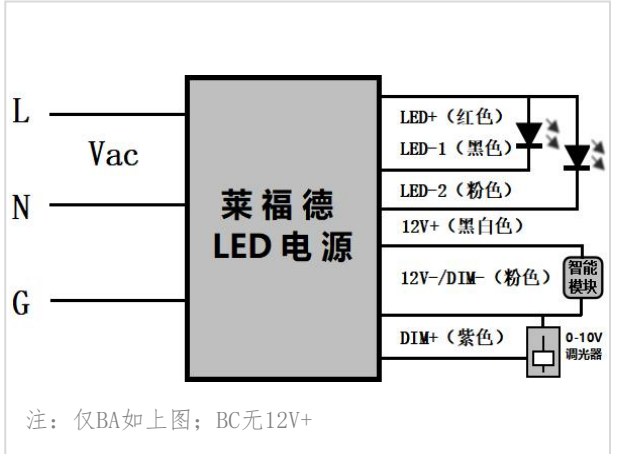 L
Vac
N
G
莱福德
LED电源
LED+（红色）
LED-1（黑色）
LED-2（粉色）
12V+（黑白色）
12V-/DIM-（粉色）
DIM+（紫色）
智能
模块
0-10V
调光器
注：仅BA如上图；BC无12V+